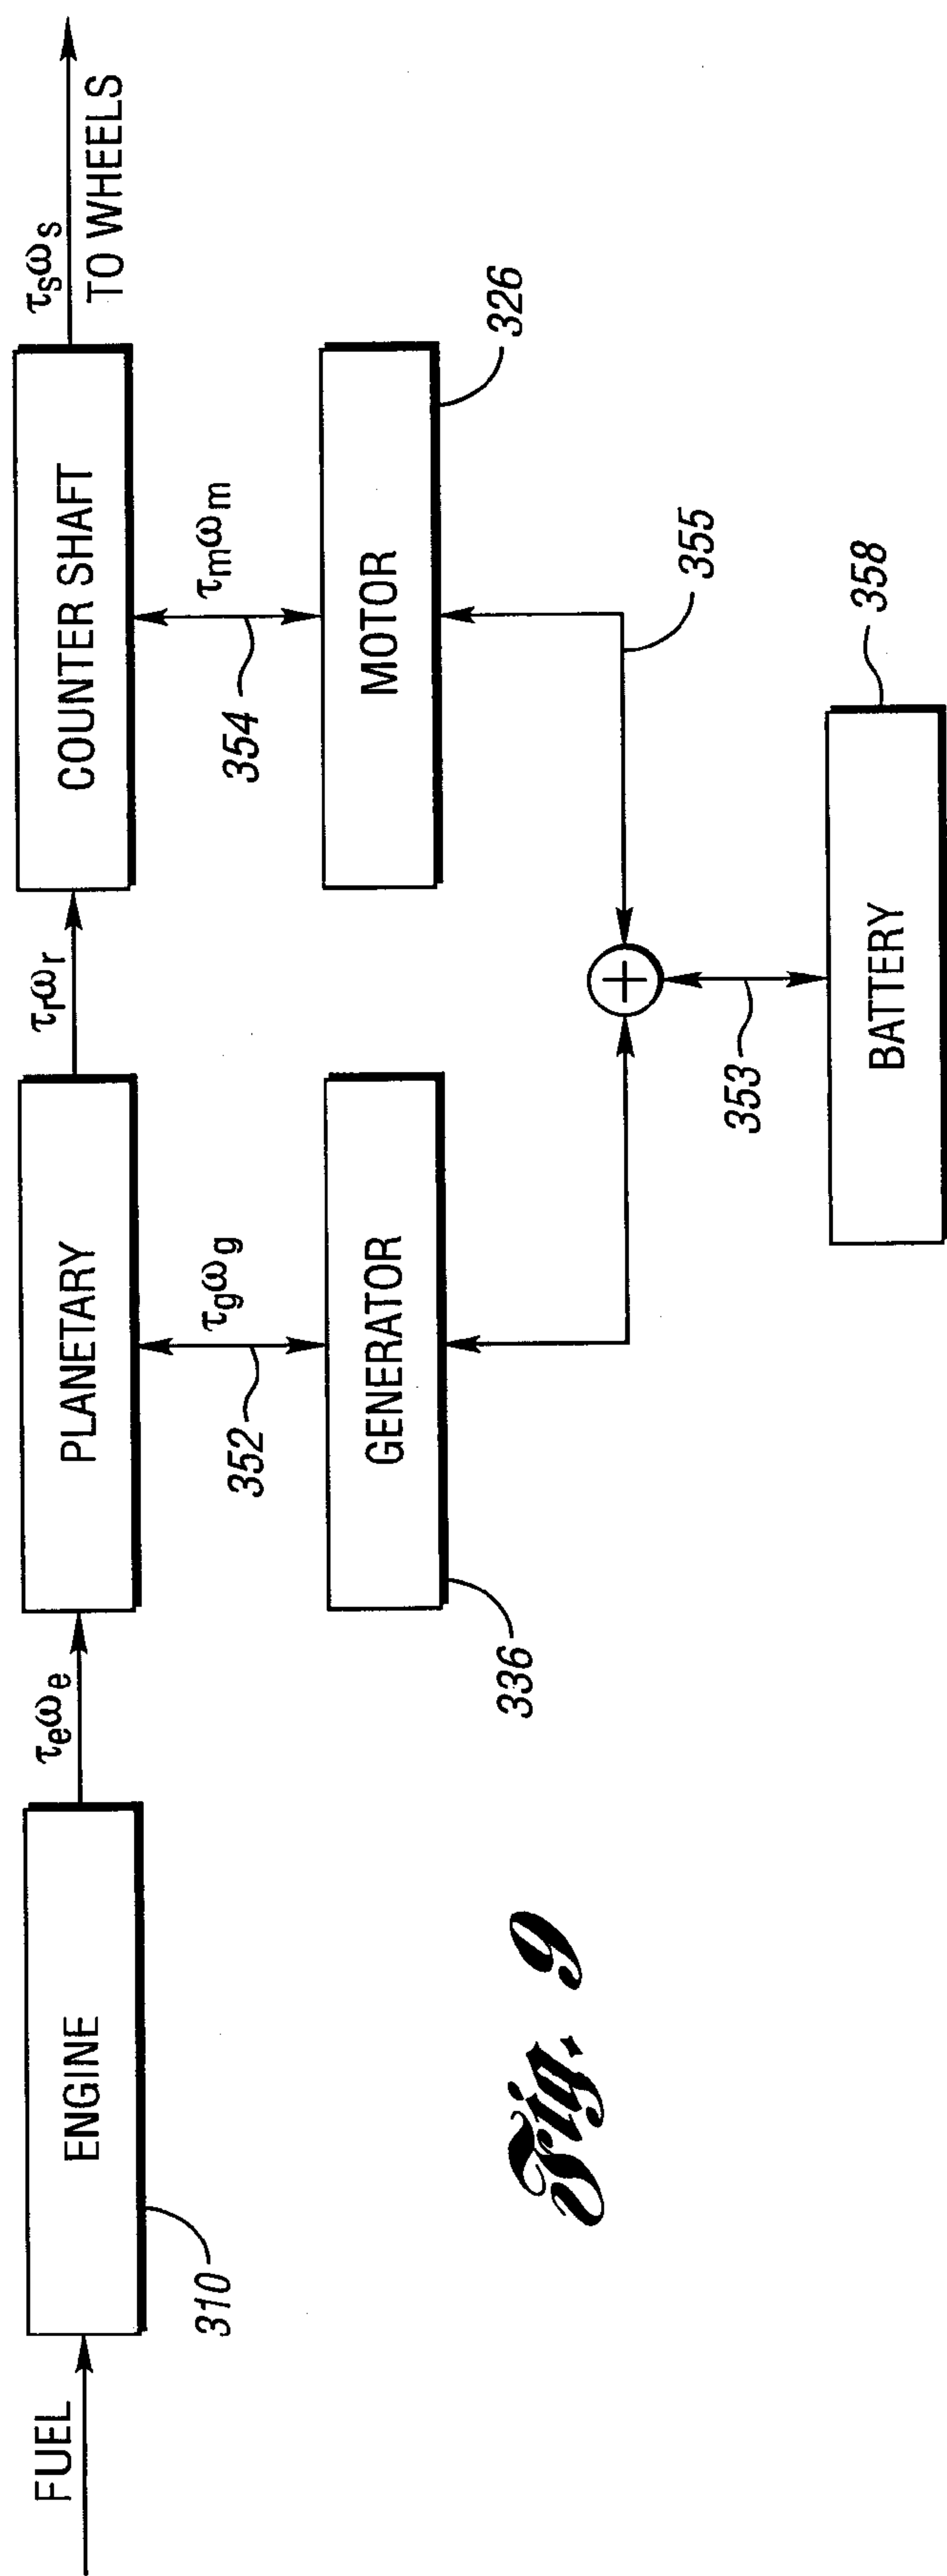 FUEL
ENGINE
310
τeωe
PLANETARY
τrωr
COUNTER SHAFT
τsωs
TO WHEELS
352
τgωg
354
τmωm
GENERATOR
336
MOTOR
326
355
353
BATTERY
358
Fig. 9